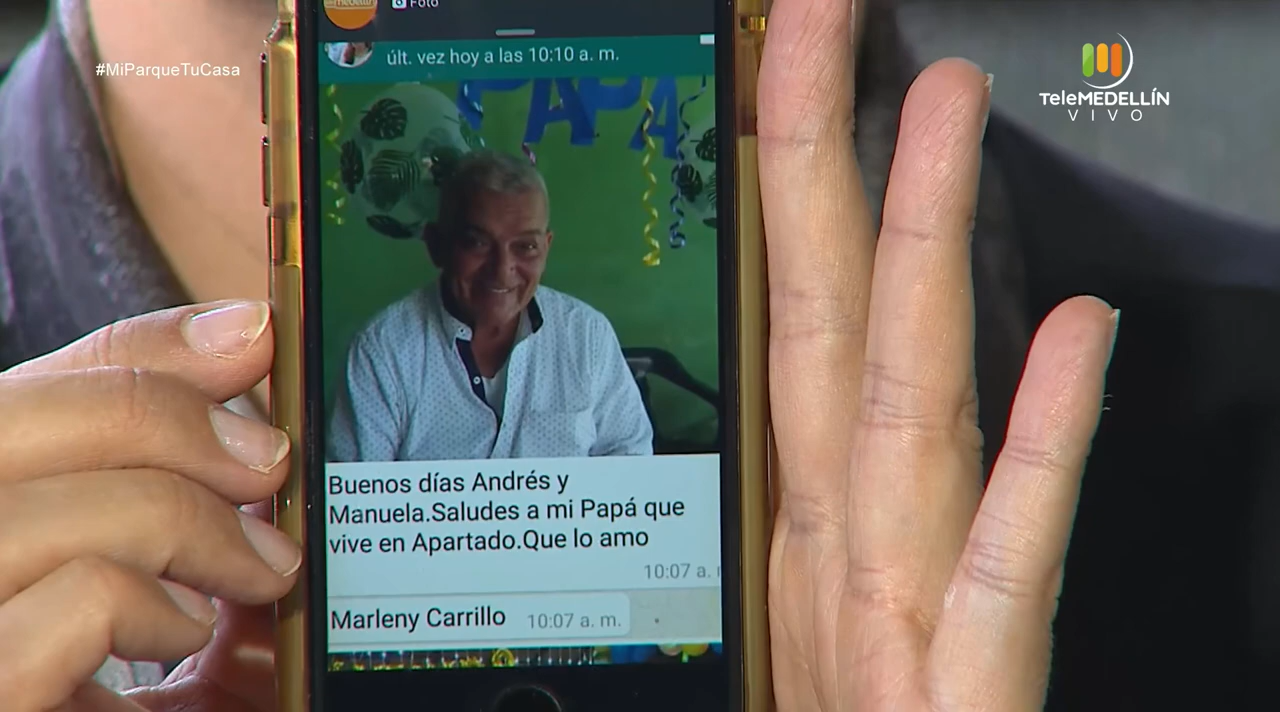 Foto
#MiParqueTuCasa
últ. vez hoy a las 10:10 a. m.
TeleMEDELLÍN
VIVO
PAPÁ
Buenos días Andrés y
Manuela.Saludes a mi Papá que
vive en Apartado.Que lo amo
10:07 a.
Marleny Carrillo 10:07 a. m.